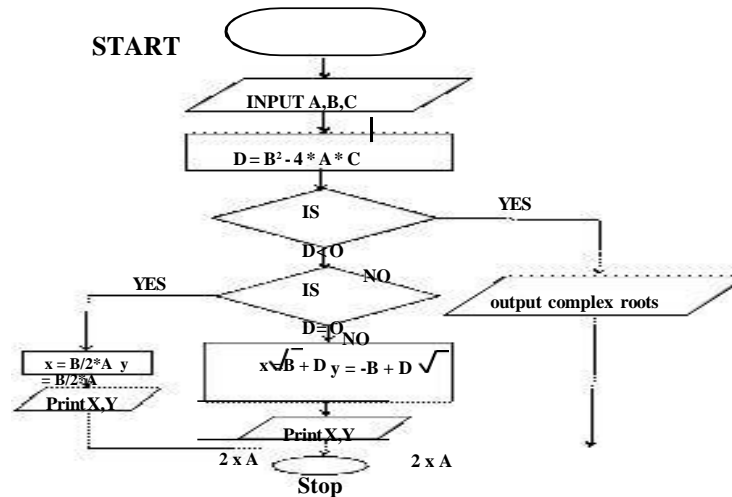 START
INPUT A,B,C
D = B² - 4 * A * C
IS
YES
D < O
NO
YES
IS
output complex roots
D = O
NO
x = B/2*A y
= B/2*A
x √=B + D y = -B + D √
Print X,Y
Print X,Y
2 x A
2 x A
Stop